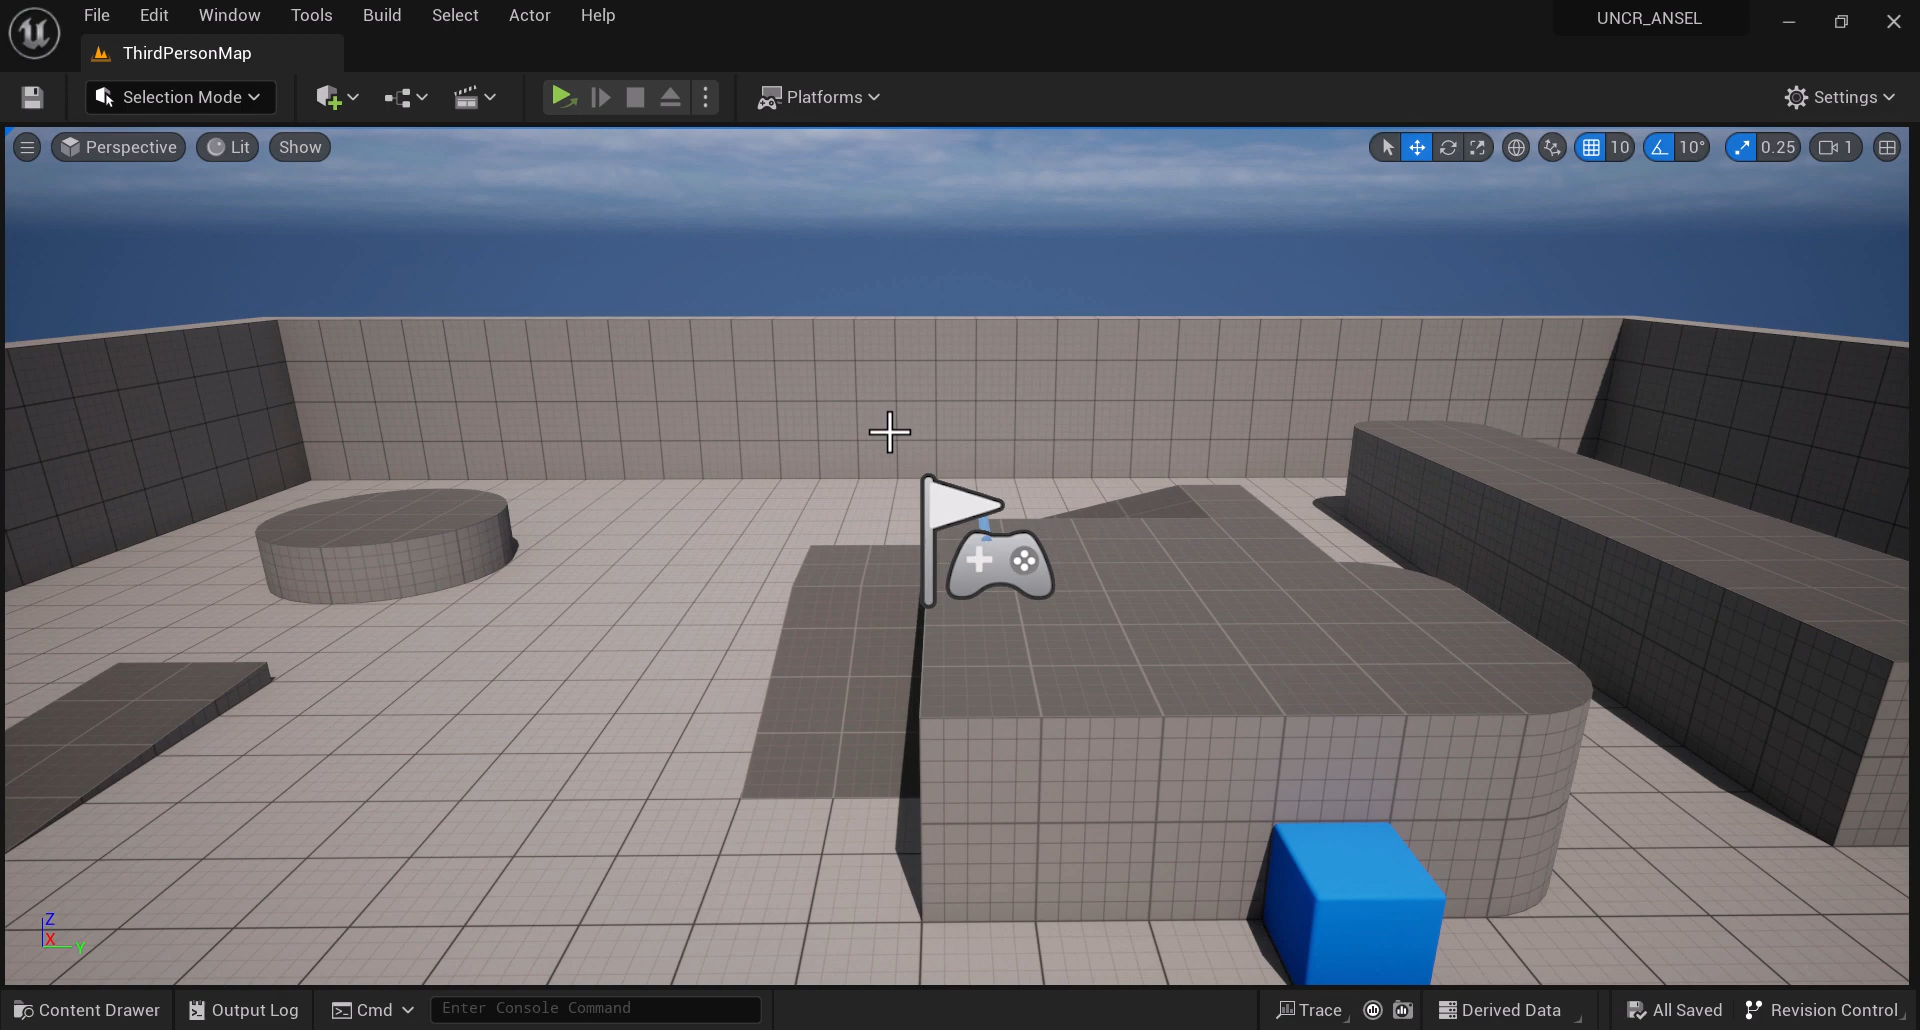 File Edit Window Tools Build Select Actor Help UNCR_ANSEL
ThirdPersonMap
Selection Mode Platforms Settings
Perspective Lit Show 10 10° 0.25 1
Z
X Y
Content Drawer Output Log Cmd Enter Console Command Trace Derived Data All Saved Revision Control